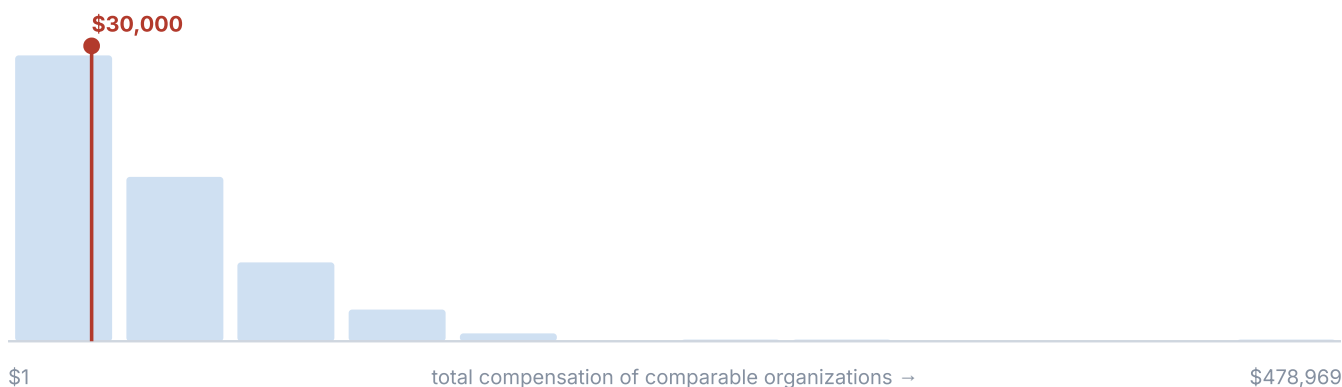 $30,000
$1 total compensation of comparable organizations → $478,969